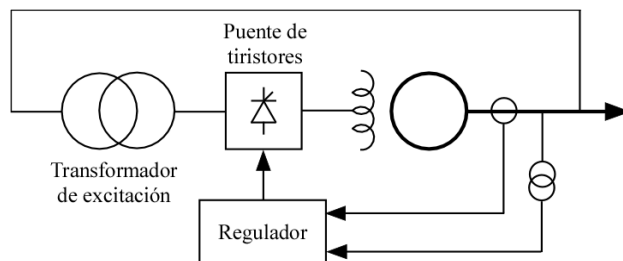 Puente de
tiristores
Transformador
de excitación
Regulador